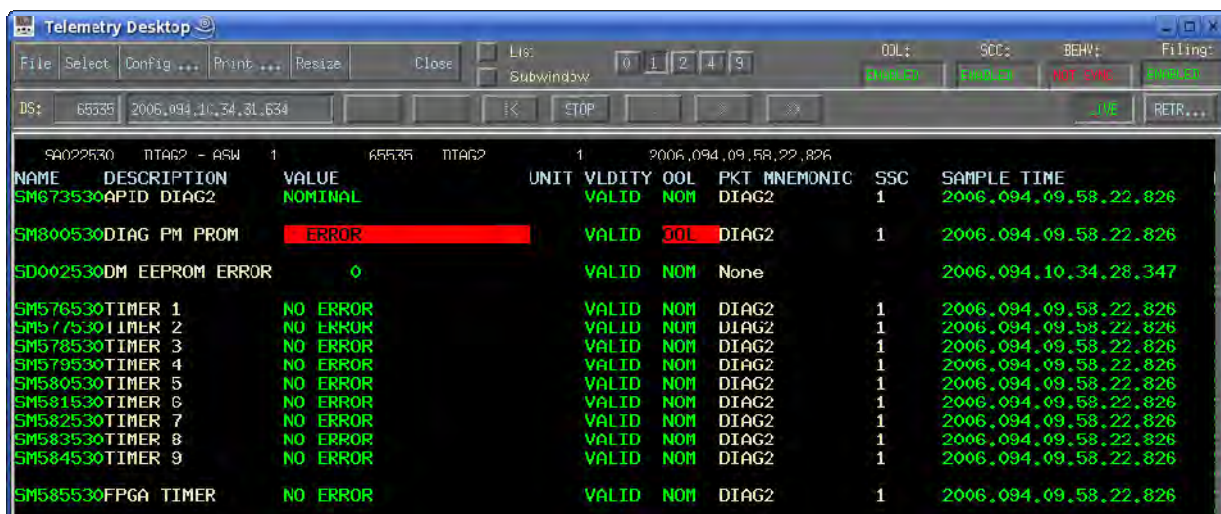 Telemetry Desktop
List ODL: SCC: BEHV: Filing:
File Select Config ... Print ... Resize Close 0 1 2 4 9
Subwindow ENABLED ENABLED ENABLED
DS: 65535 2006.094.10.34.31.634 |< STOP > >> LIVE RETR...
SA022530 DIAG2 - ASW 1 65535 DIAG2 1 2006.094.09.58.22.826
NAME DESCRIPTION VALUE UNIT VLDITY OOL PKT MNEMONIC SSC SAMPLE TIME
SM673530APID DIAG2 NOMINAL VALID NOM DIAG2 1 2006.094.09.58.22.826
SM800530DIAG PM PROM ERROR VALID OOL DIAG2 1 2006.094.09.58.22.826
SD002530DM EEPROM ERROR 0 VALID NOM None 2006.094.10.34.28.347
SM576530TIMER 1 NO ERROR VALID NOM DIAG2 1 2006.094.09.58.22.826
SM577530TIMER 2 NO ERROR VALID NOM DIAG2 1 2006.094.09.58.22.826
SM578530TIMER 3 NO ERROR VALID NOM DIAG2 1 2006.094.09.58.22.826
SM579530TIMER 4 NO ERROR VALID NOM DIAG2 1 2006.094.09.58.22.826
SM580530TIMER 5 NO ERROR VALID NOM DIAG2 1 2006.094.09.58.22.826
SM581530TIMER 6 NO ERROR VALID NOM DIAG2 1 2006.094.09.58.22.826
SM582530TIMER 7 NO ERROR VALID NOM DIAG2 1 2006.094.09.58.22.826
SM583530TIMER 8 NO ERROR VALID NOM DIAG2 1 2006.094.09.58.22.826
SM584530TIMER 9 NO ERROR VALID NOM DIAG2 1 2006.094.09.58.22.826
SM585530FPGA TIMER NO ERROR VALID NOM DIAG2 1 2006.094.09.58.22.826